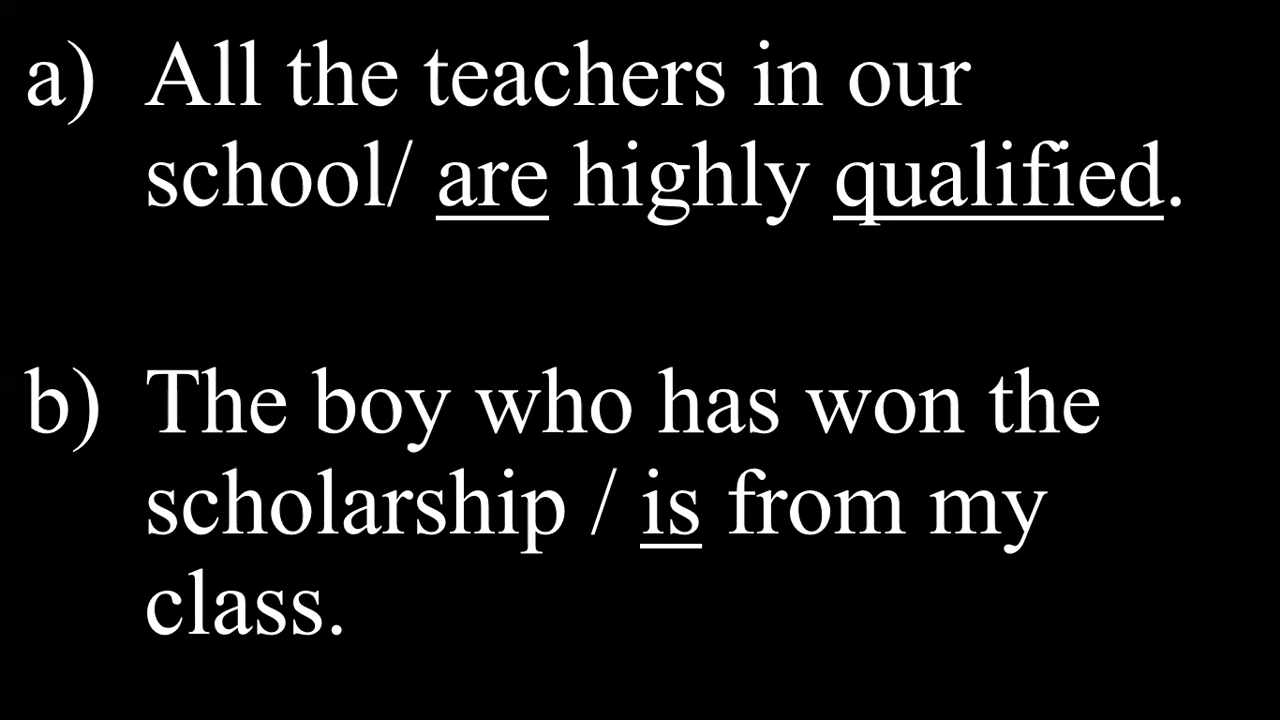 a) All the teachers in our
school/ are highly qualified.
b) The boy who has won the
scholarship / is from my
class.